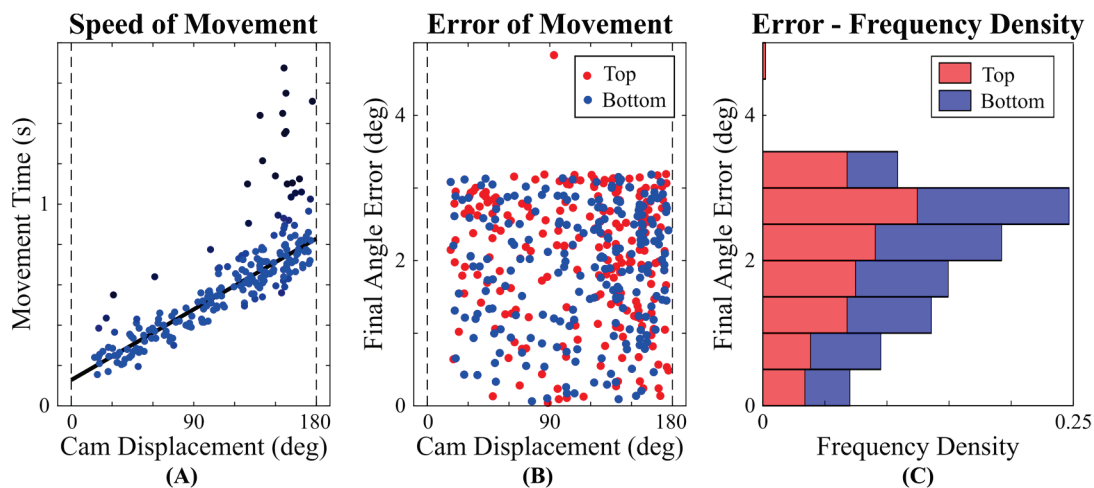 Speed of Movement
Movement Time (s)
1
0
0
90
180
Cam Displacement (deg)
(A)
Error of Movement
Final Angle Error (deg)
Top
Bottom
4
2
0
0
90
180
Cam Displacement (deg)
(B)
Error - Frequency Density
Final Angle Error (deg)
Top
Bottom
4
2
0
0
0.25
Frequency Density
(C)